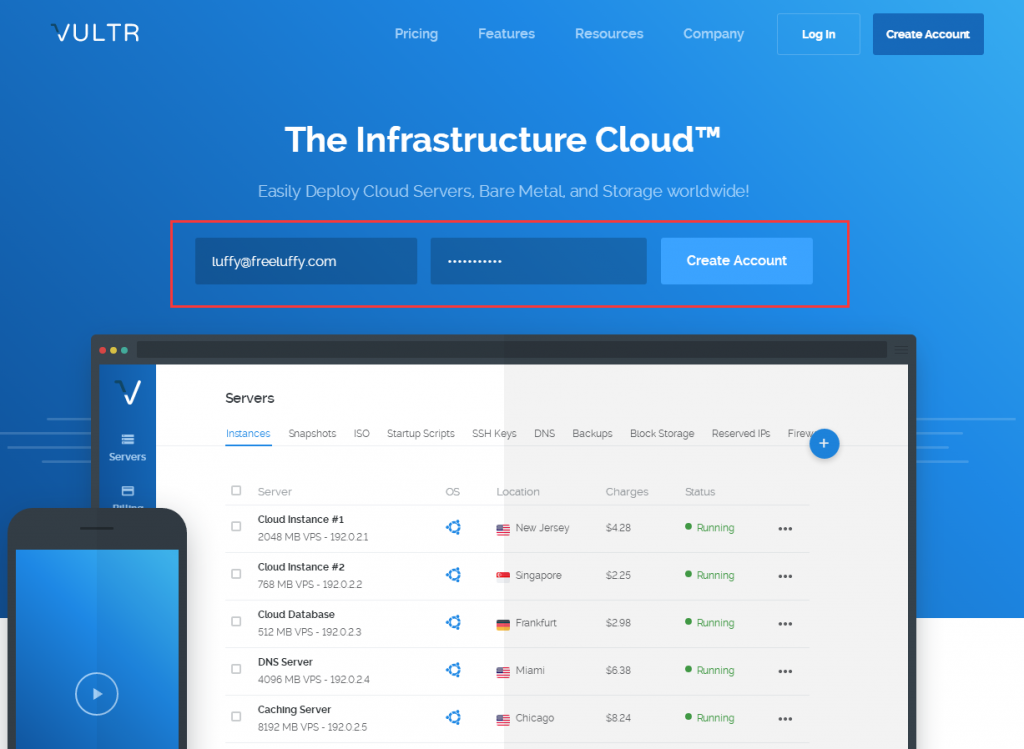 VULTR
Pricing Features Resources Company Log In Create Account
The Infrastructure Cloud™
Easily Deploy Cloud Servers, Bare Metal, and Storage worldwide!
luffy@freeluffy.com ••••••••••• Create Account
Servers
Instances Snapshots ISO Startup Scripts SSH Keys DNS Backups Block Storage Reserved IPs
Servers
Server OS Location Charges Status
Cloud Instance #1
2048 MB VPS - 192.0.2.1
New Jersey $4.28 Running
Cloud Instance #2
768 MB VPS - 192.0.2.2
Singapore $2.25 Running
Cloud Database
512 MB VPS - 192.0.2.3
Frankfurt $2.98 Running
DNS Server
4096 MB VPS - 192.0.2.4
Miami $6.38 Running
Caching Server
8192 MB VPS - 192.0.2.5
Chicago $8.24 Running